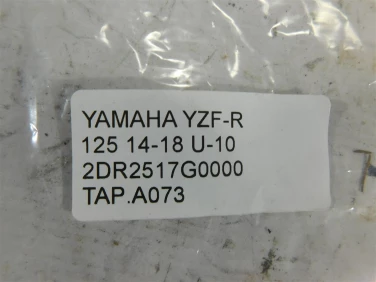 YAMAHA YZF-R
125 14-18 U-10
2DR2517G0000
TAP.A073